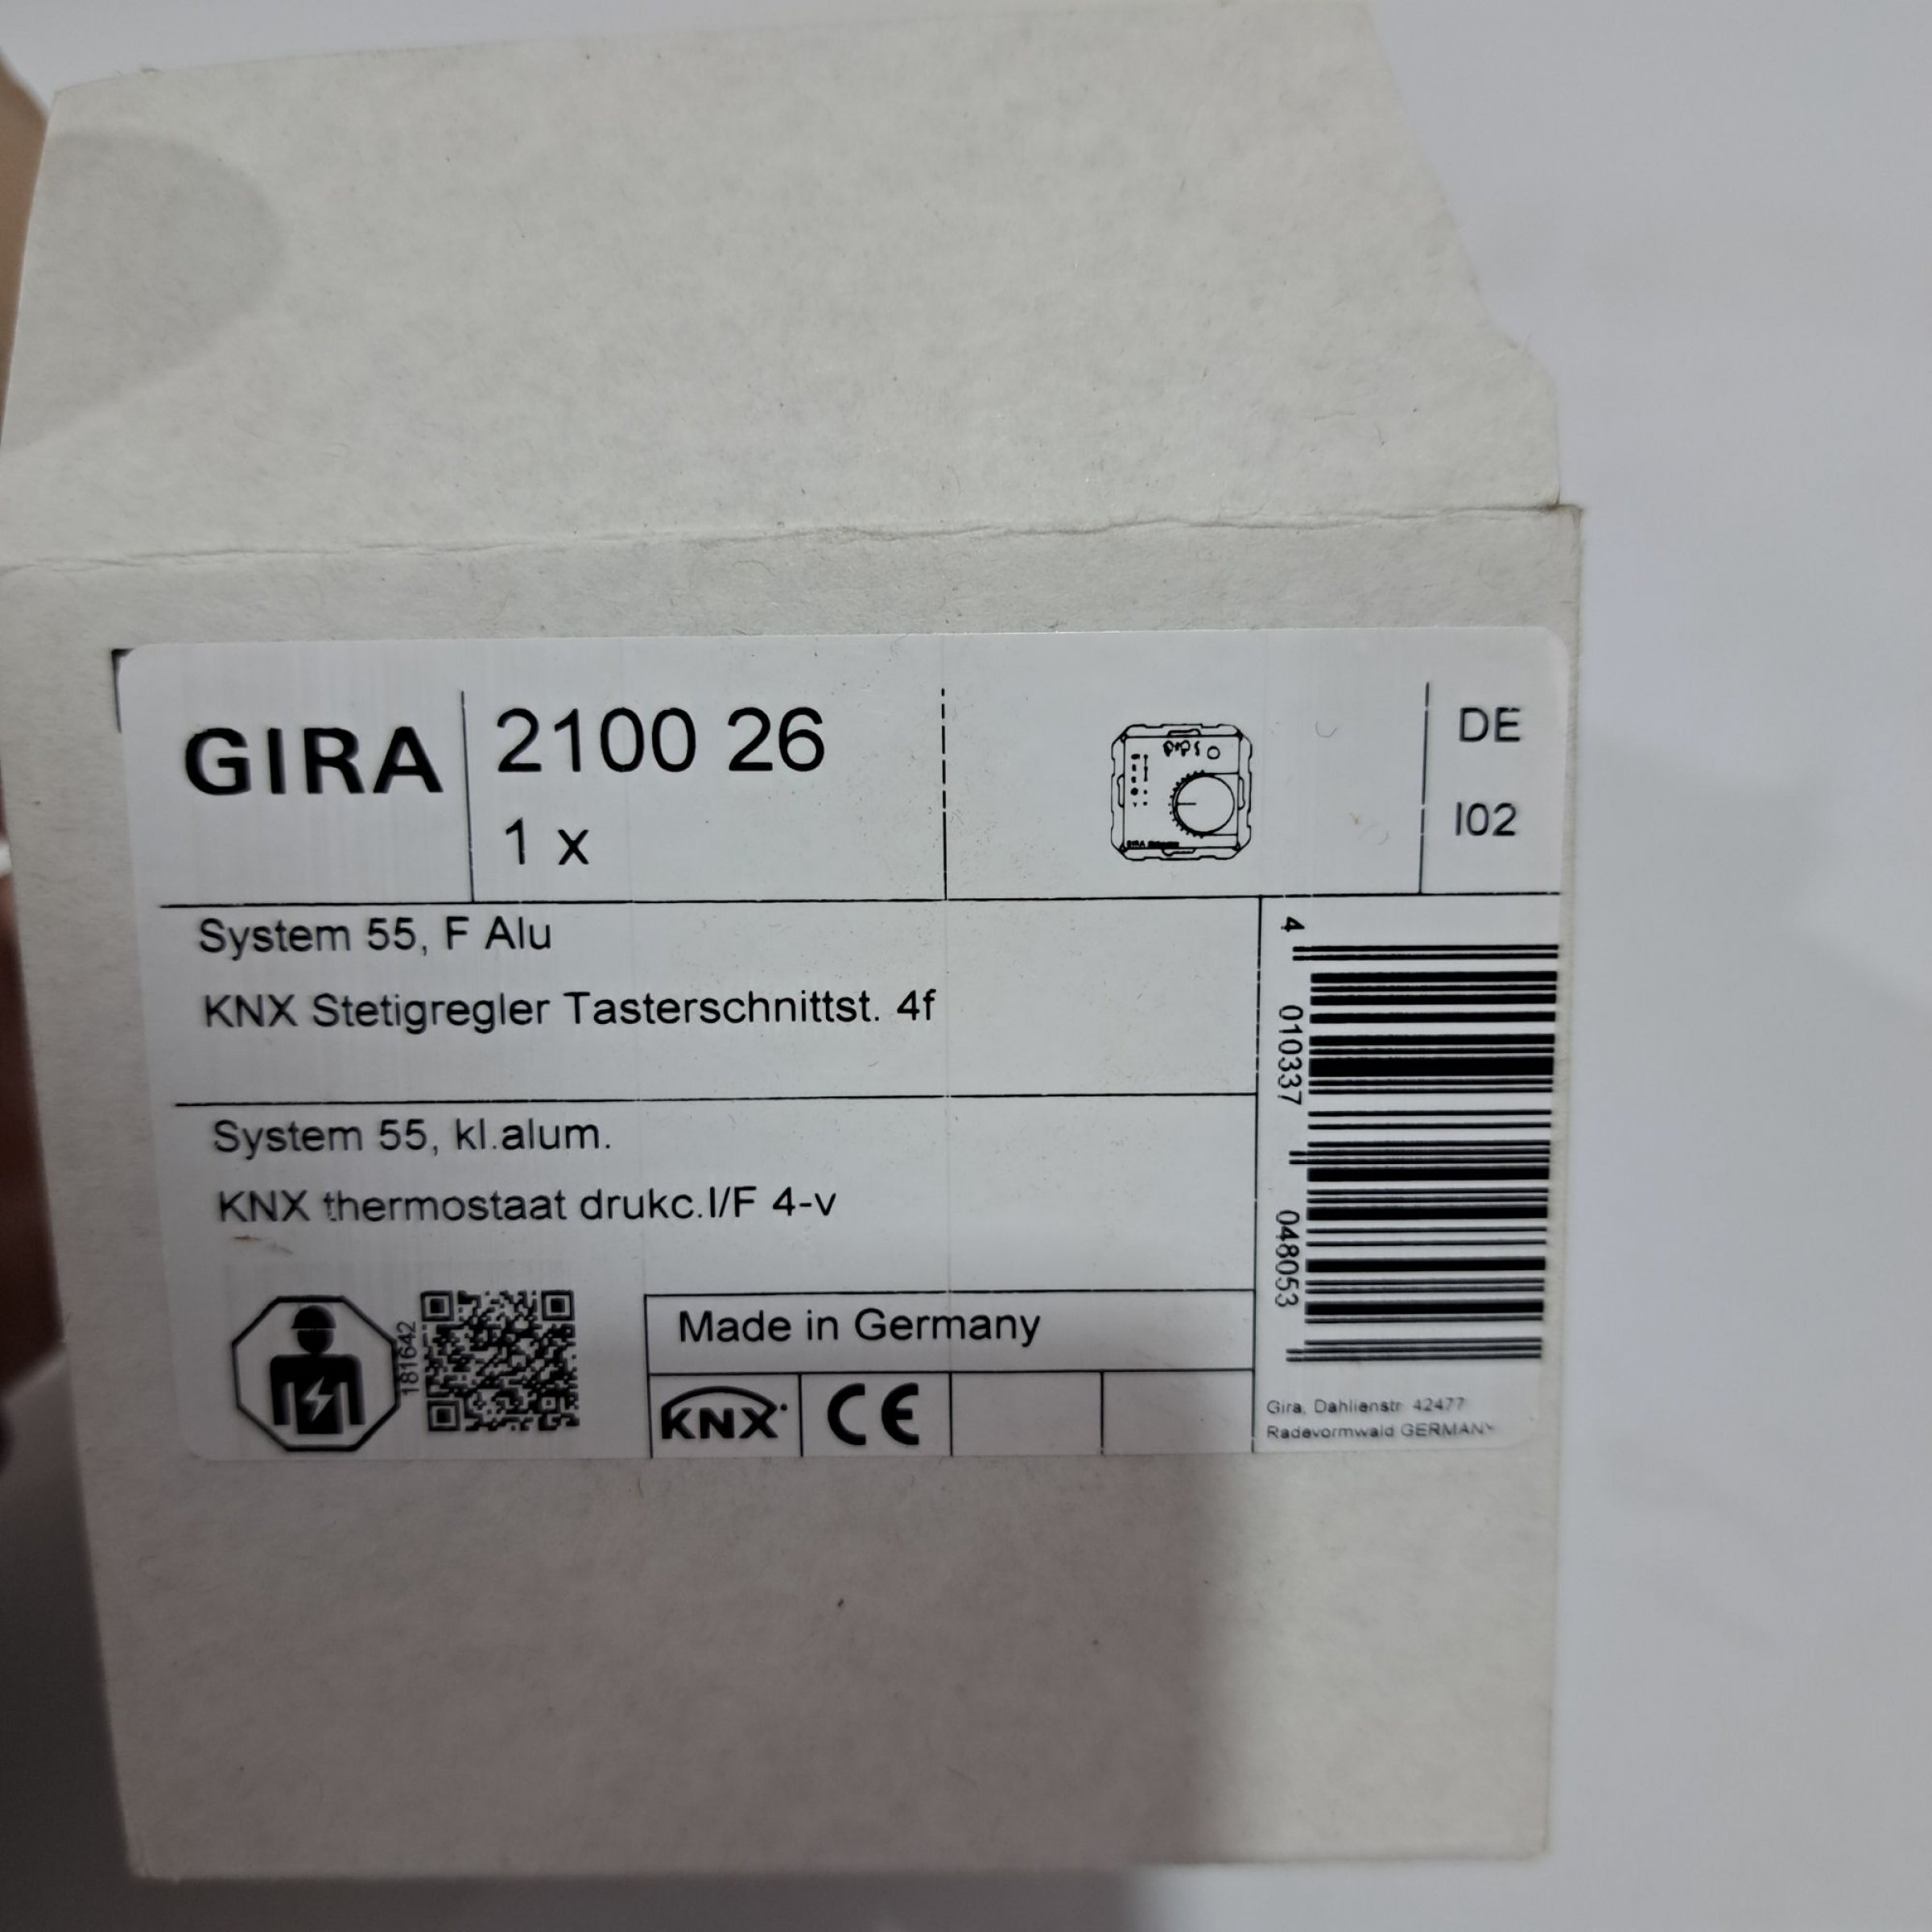 GIRA
2100 26
1 x
DE
I02
System 55, F Alu
KNX Stetigregler Tasterschnittst. 4f
System 55, kl.alum.
KNX thermostaat drukc.I/F 4-v
181642
Made in Germany
KNX
CE
4 010337 048053
Gira, Dahlienstr. 42477
Radevormwald GERMANY